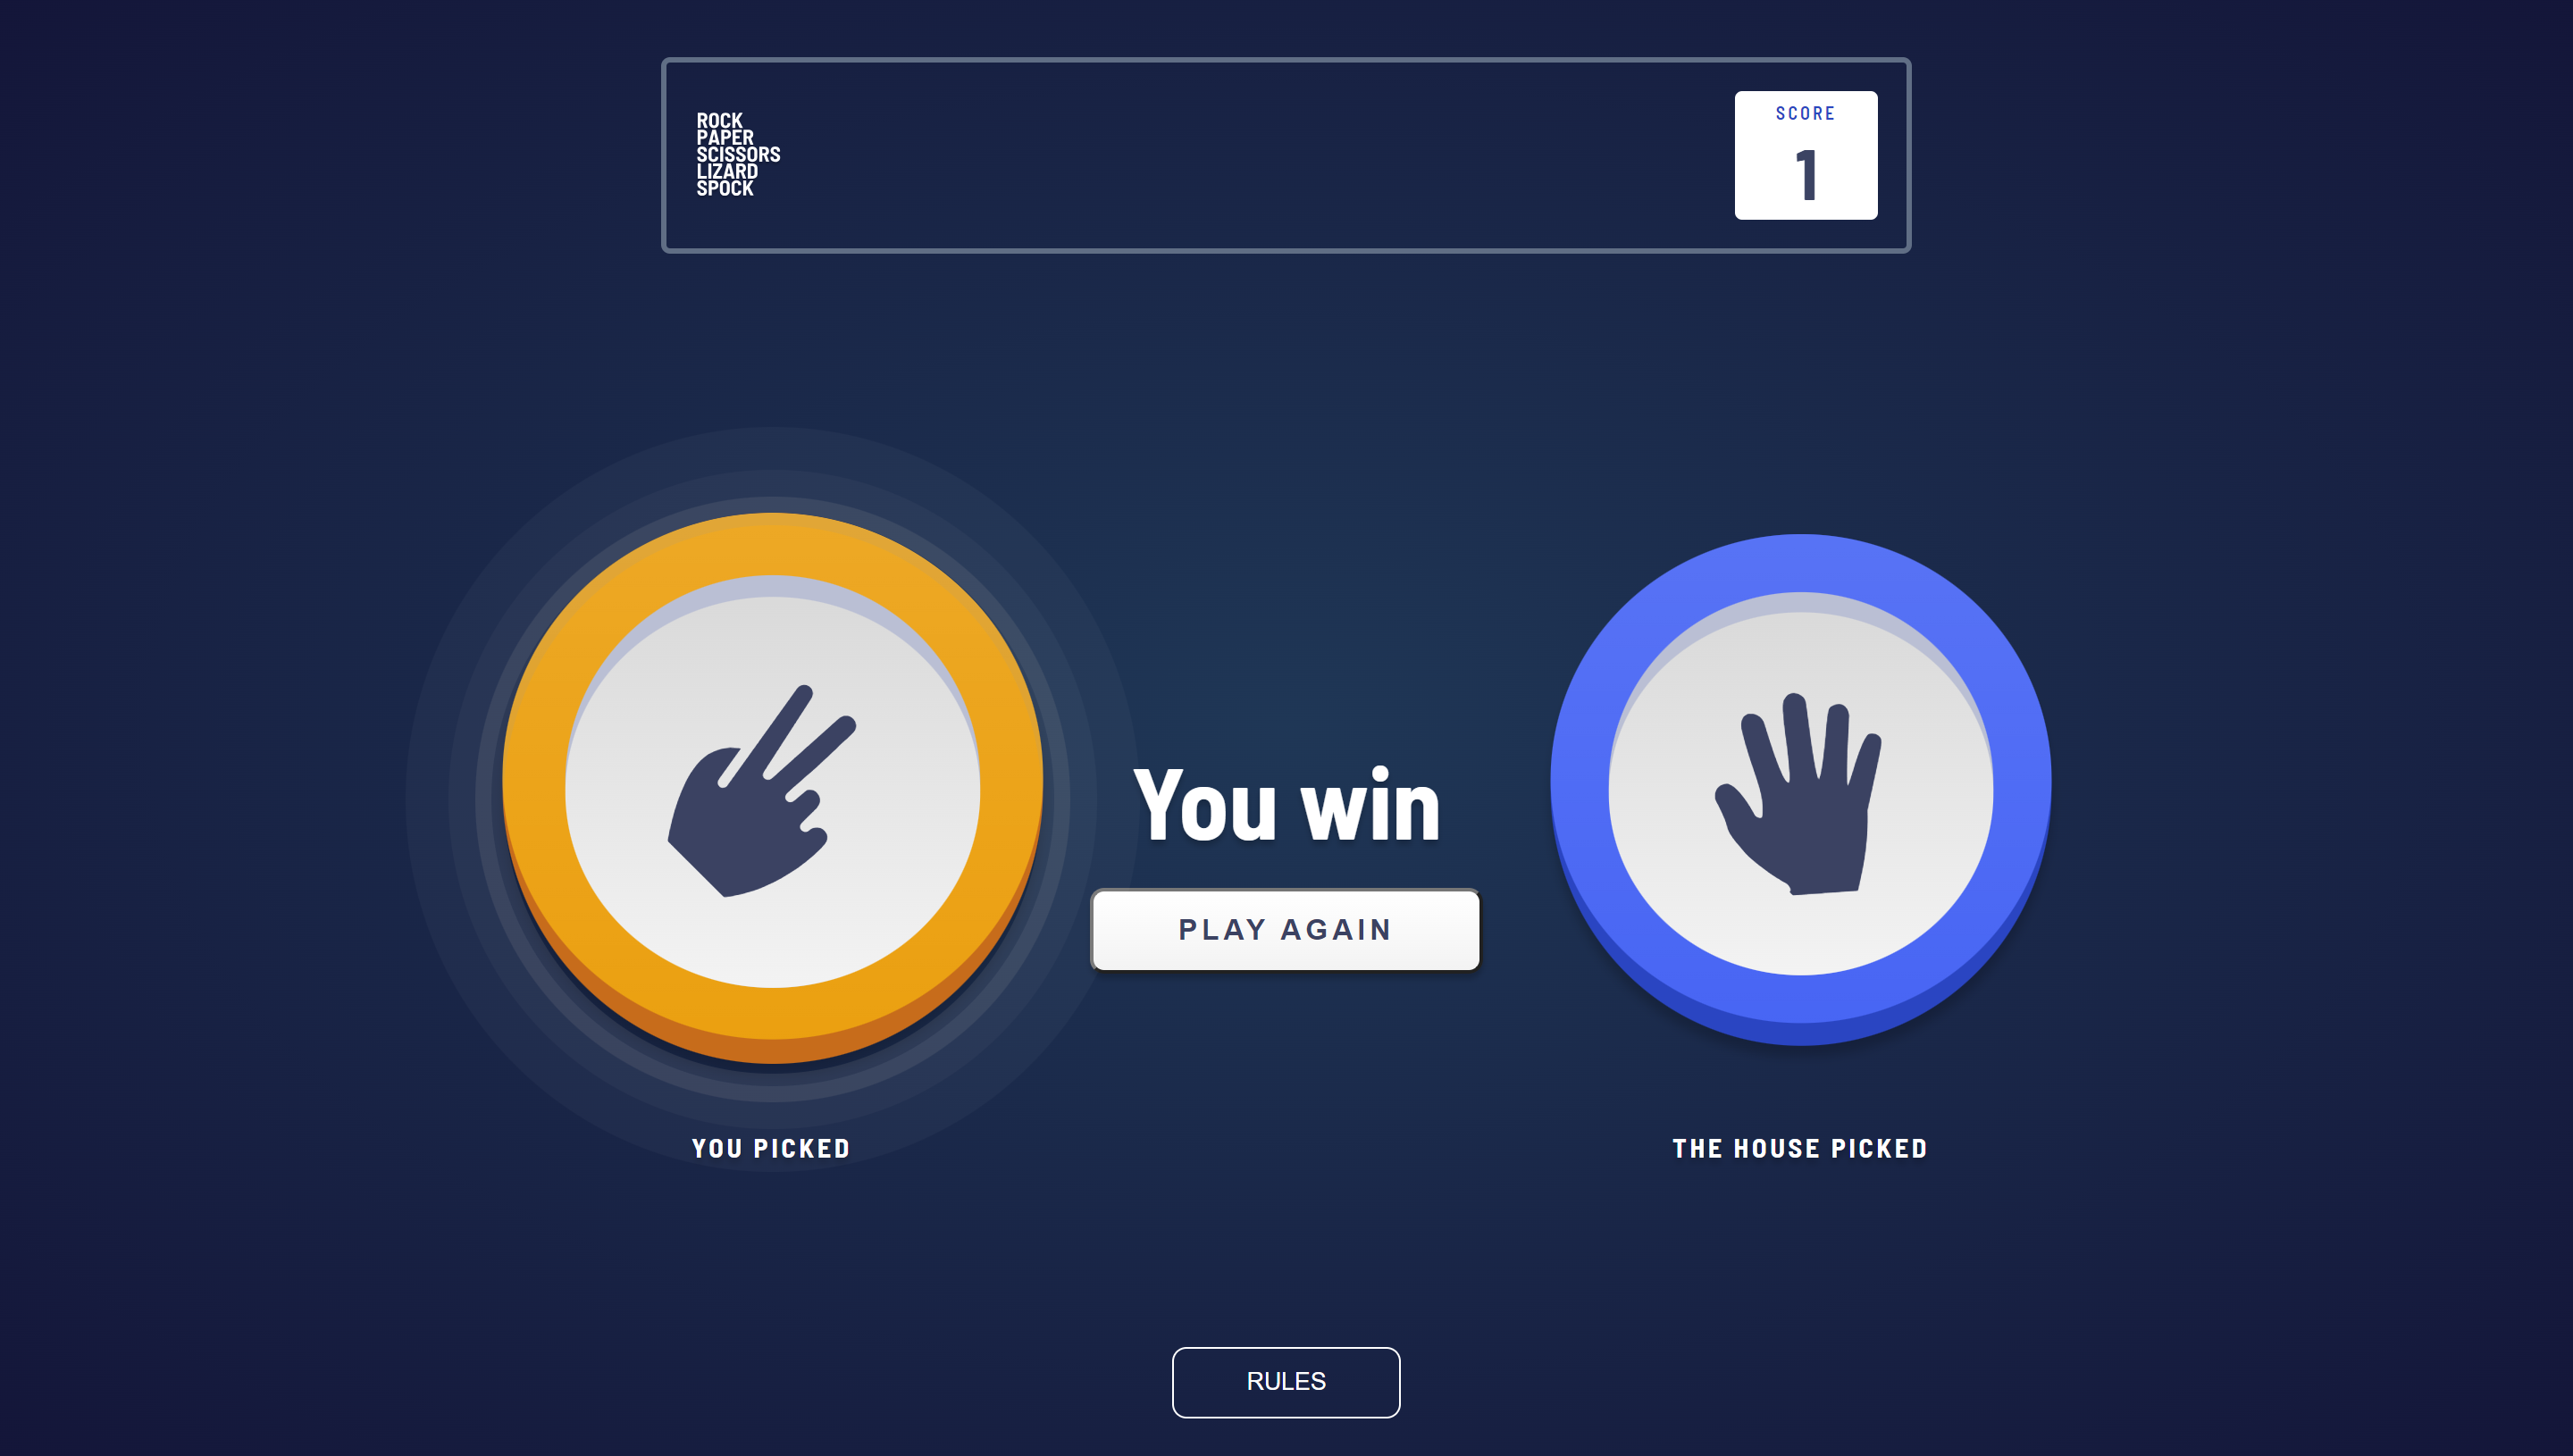 ROCK
PAPER
SCISSORS
LIZARD
SPOCK
SCORE
1
You win
PLAY AGAIN
YOU PICKED
THE HOUSE PICKED
RULES